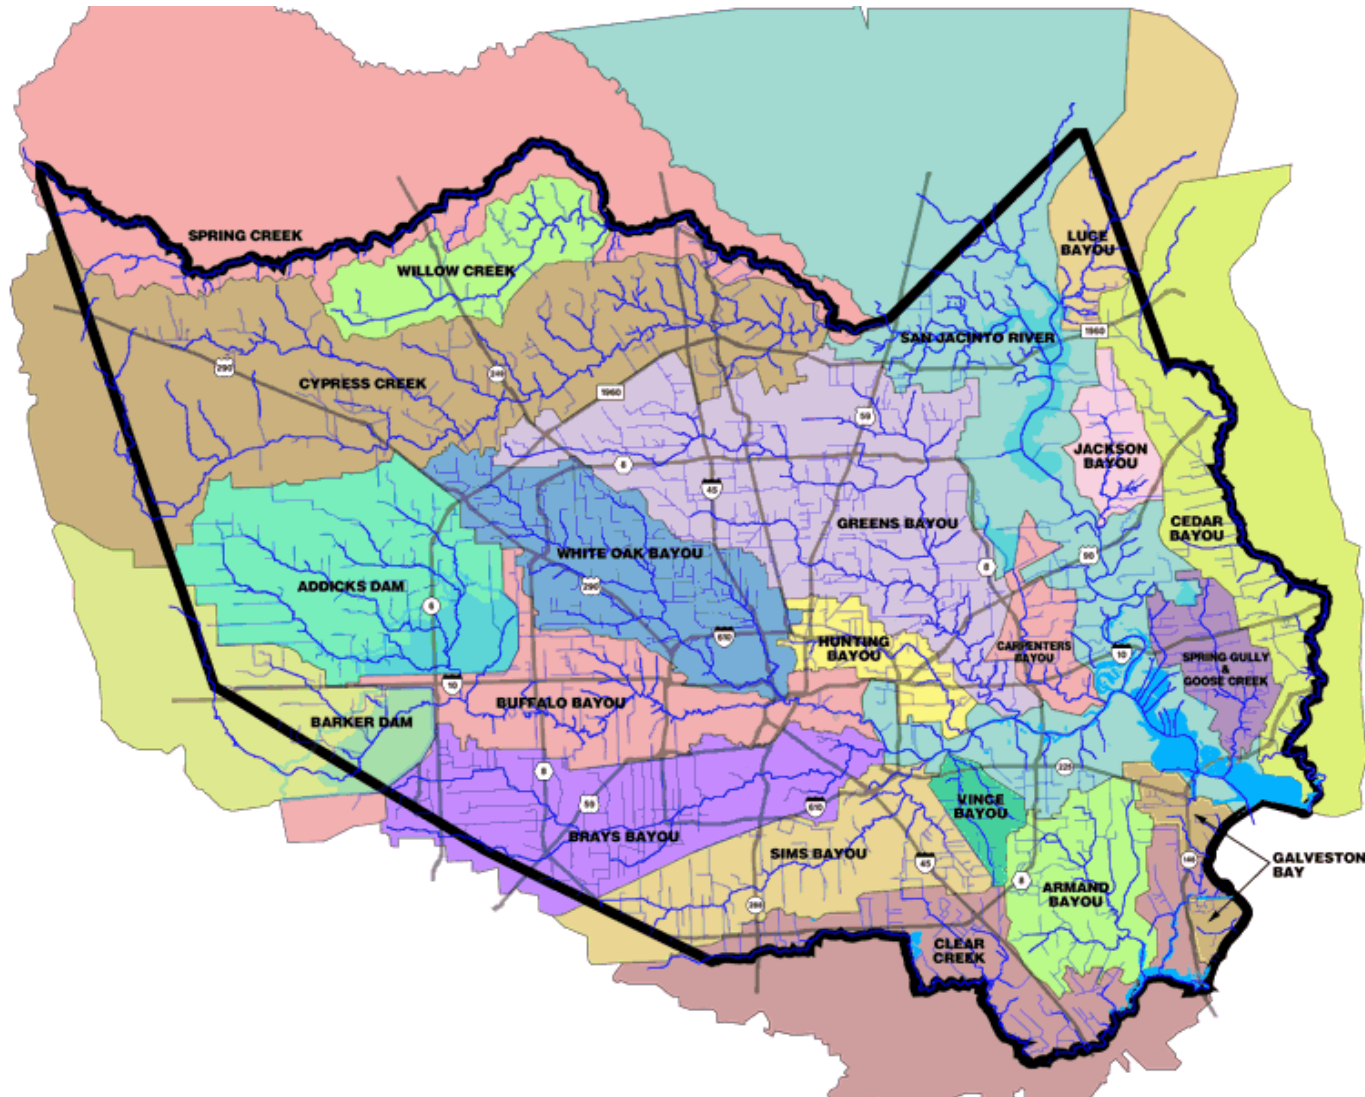 SPRING CREEK
LUCE
BAYOU
WILLOW CREEK
1960
SAN JACINTO RIVER
290
249
CYPRESS CREEK
1960
59
JACKSON
BAYOU
8
45
GREENS BAYOU
CEDAR
BAYOU
WHITE OAK BAYOU
90
8
ADDICKS DAM
290
6
610
HUNTING
BAYOU
CARPENTERS
BAYOU
10
SPRING GULLY
&
GOOSE CREEK
10
BUFFALO BAYOU
BARKER DAM
225
8
59
610
VINCE
BAYOU
BRAYS BAYOU
SIMS BAYOU
45
146
GALVESTON
BAY
8
ARMAND
BAYOU
288
CLEAR
CREEK